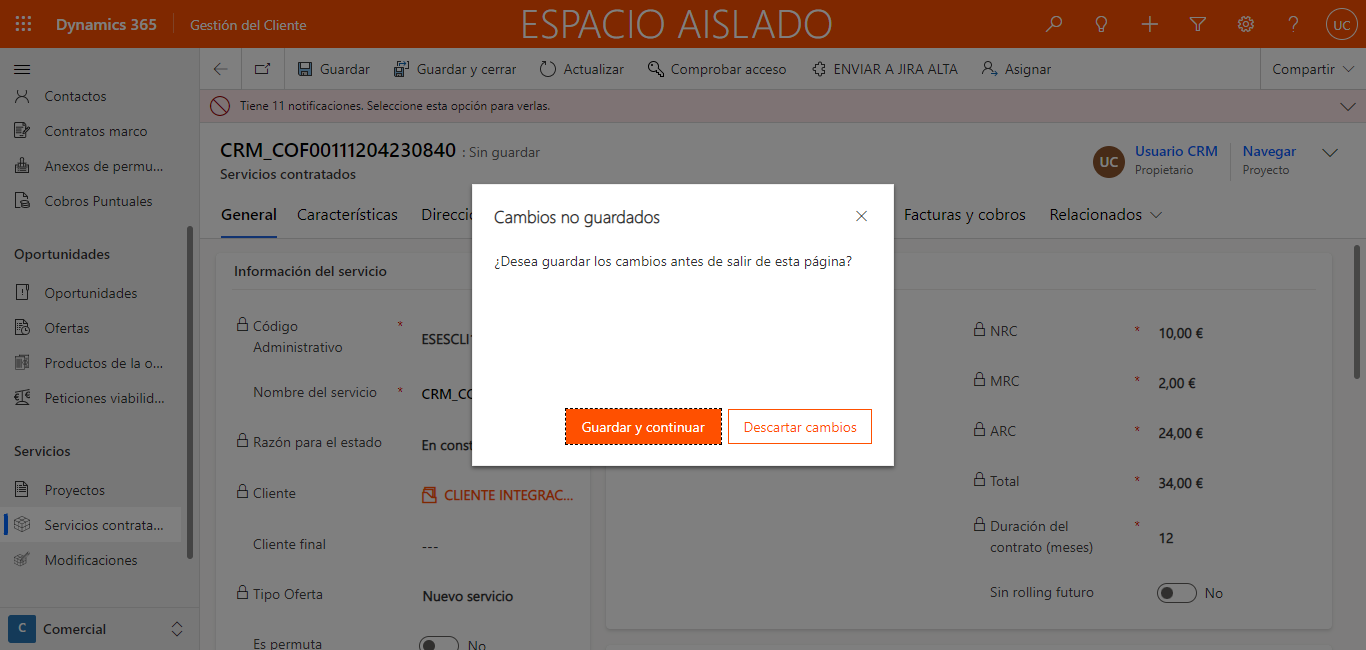 Dynamics 365
Gestión del Cliente
ESPACIO AISLADO
UC
Guardar
Guardar y cerrar
Actualizar
Comprobar acceso
ENVIAR A JIRA ALTA
Asignar
Compartir
Contactos
Contratos marco
Anexos de permu...
Cobros Puntuales
Oportunidades
Oportunidades
Ofertas
Productos de la o...
Peticiones viabilid...
Servicios
Proyectos
Servicios contrata...
Modificaciones
C
Comercial
Tiene 11 notificaciones. Seleccione esta opción para verlas.
CRM_COF00111204230840 : Sin guardar
Servicios contratados
UC
Usuario CRM
Propietario
Navegar
Proyecto
General
Características
Direcci
Facturas y cobros
Relacionados
Información del servicio
Código
Administrativo
*
ESESCLI
Nombre del servicio
*
CRM_CO
Razón para el estado
En const
Cliente
CLIENTE INTEGRAC...
Cliente final
---
Tipo Oferta
Nuevo servicio
Es permuta
No
NRC
*
10,00 €
MRC
*
2,00 €
ARC
*
24,00 €
Total
*
34,00 €
Duración del
contrato (meses)
*
12
Sin rolling futuro
No
Cambios no guardados
¿Desea guardar los cambios antes de salir de esta página?
Guardar y continuar
Descartar cambios